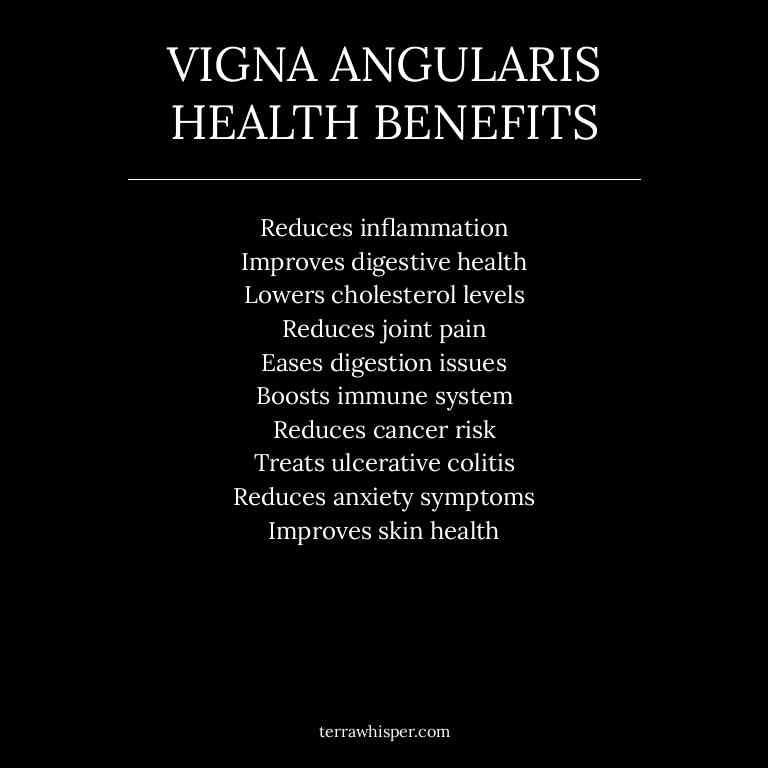 VIGNA ANGULARIS
HEALTH BENEFITS
Reduces inflammation
Improves digestive health
Lowers cholesterol levels
Reduces joint pain
Eases digestion issues
Boosts immune system
Reduces cancer risk
Treats ulcerative colitis
Reduces anxiety symptoms
Improves skin health
terrawhisper.com